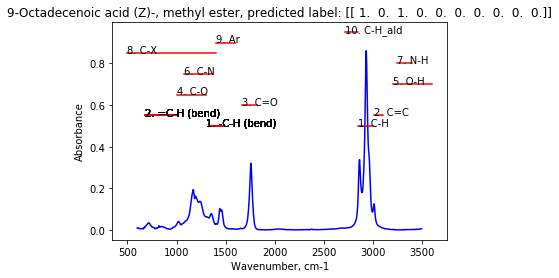 9-Octadecenoic acid (Z)-, methyl ester, predicted label: [[ 1. 0. 1. 0. 0. 0. 0. 0. 0. 0.]]
10. C-H_ald
9. Ar
8. C-X
7. N-H
6. C-N
5. O-H
4. C-O
3. C=O
2. =C-H (bend)
2. C=C
1. -C-H (bend)
1. C-H
Absorbance
0.8
0.6
0.4
0.2
0.0
500 1000 1500 2000 2500 3000 3500
Wavenumber, cm-1